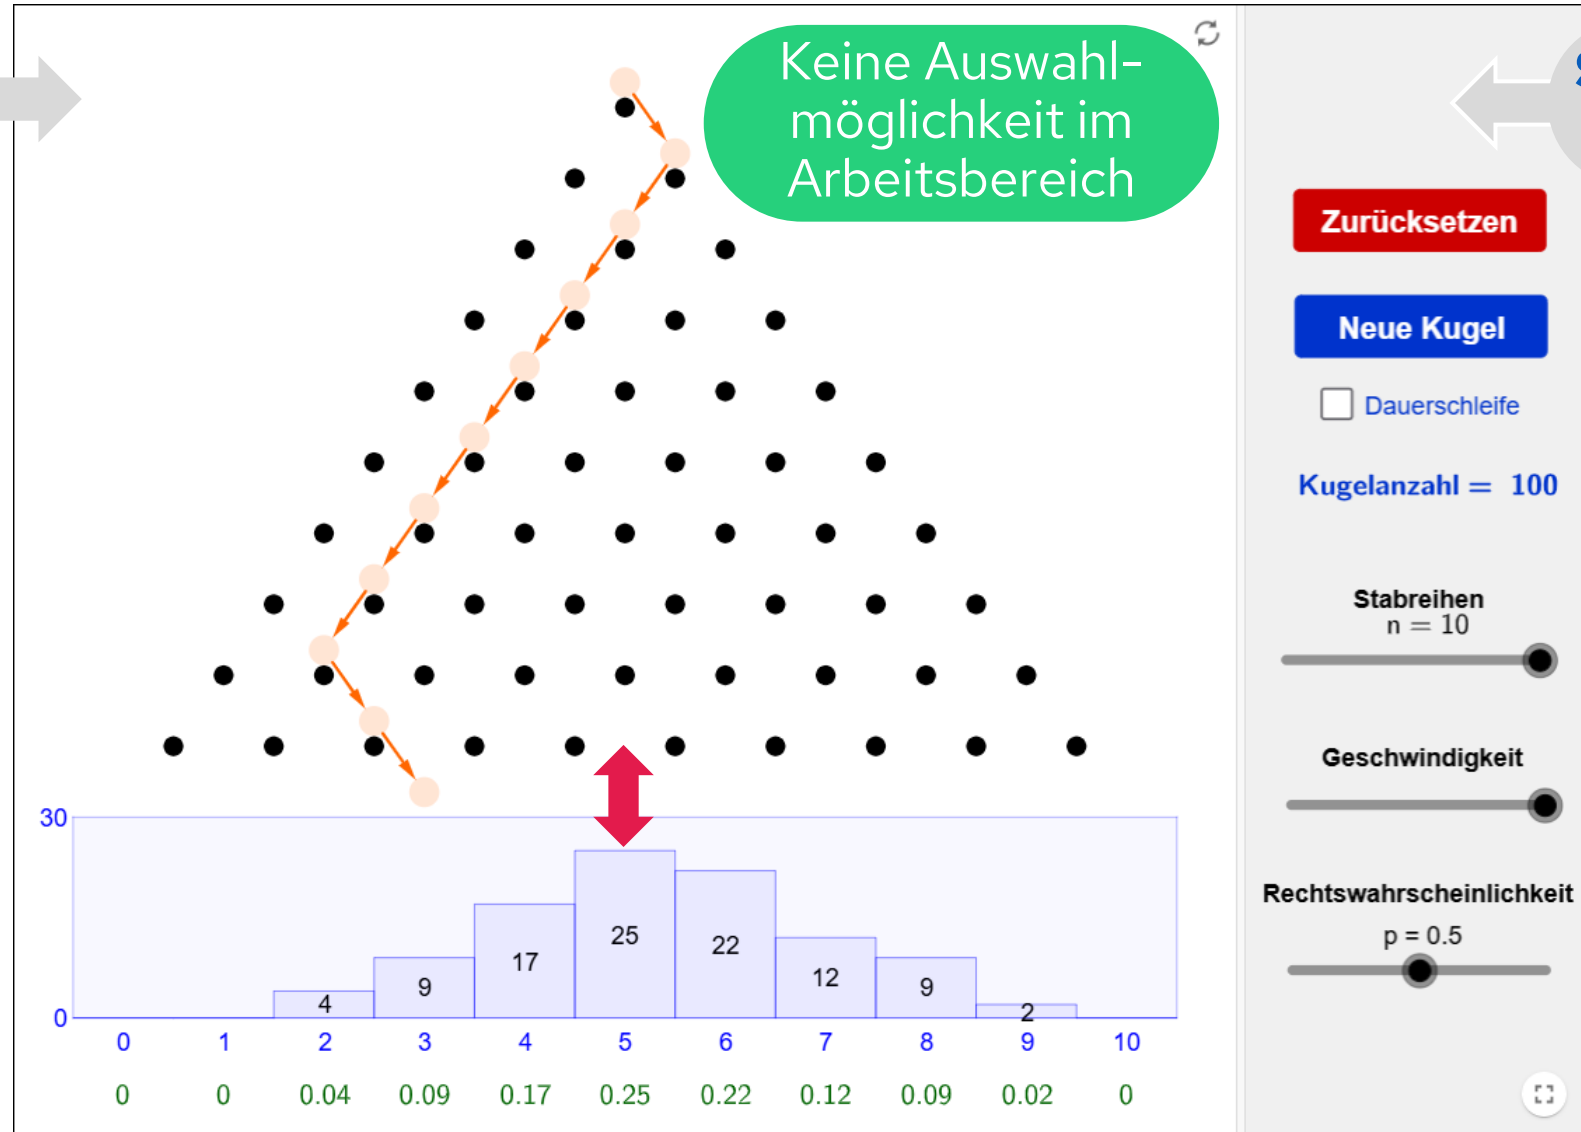 Keine Auswahl-
möglichkeit im
Arbeitsbereich
Zurücksetzen
Neue Kugel
Dauerschleife
Kugelanzahl = 100
Stabreihen
n = 10
Geschwindigkeit
Rechtswahrscheinlichkeit
p = 0.5
30
25
22
17
12
9
9
4
2
0
0 1 2 3 4 5 6 7 8 9 10
0 0 0.04 0.09 0.17 0.25 0.22 0.12 0.09 0.02 0